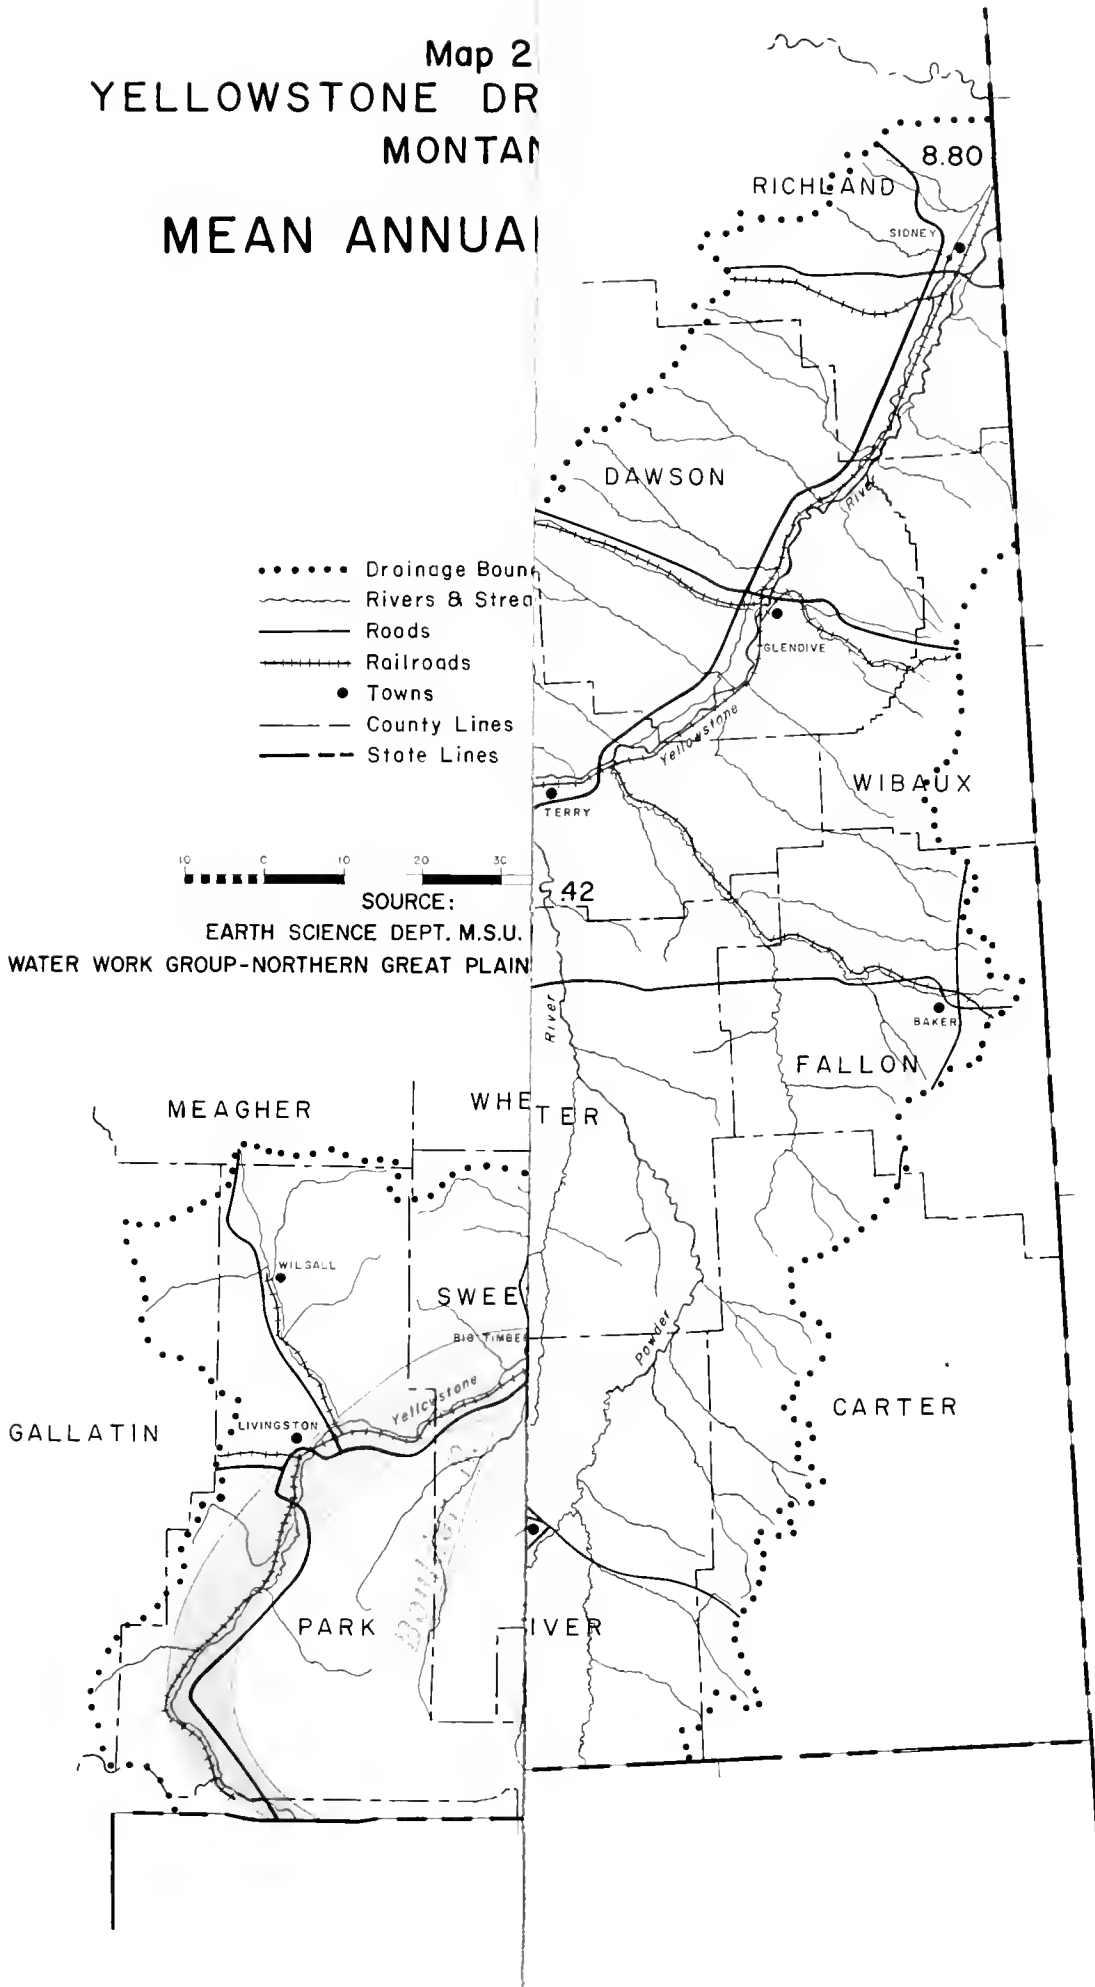 Map 2
YELLOWSTONE DR
MONTAN
MEAN ANNUAL
8.80
RICHLAND
SIDNEY
DAWSON
River
Drainage Boun
Rivers & Strea
Roads
Railroads
Towns
County Lines
State Lines
GLENDIVE
Yellowstone
WIBAUX
TERRY
10 0 10 20 30
42
SOURCE:
EARTH SCIENCE DEPT. M.S.U.
WATER WORK GROUP-NORTHERN GREAT PLAIN
River
BAKER
FALLON
MEAGHER
WHE
TER
WILSALL
SWEE
BIG TIMBE
Powder
Yellowstone
CARTER
GALLATIN
LIVINGSTON
PARK
IVER